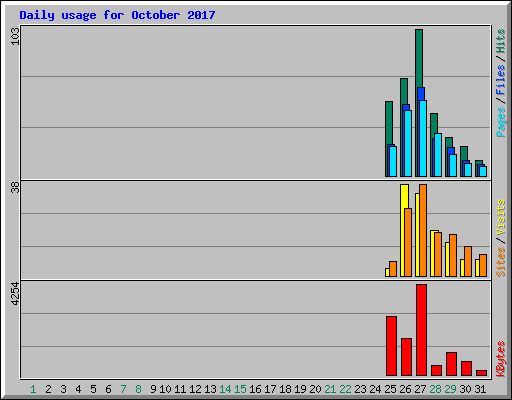 Daily usage for October 2017
103
Pages / Files / Hits
38
Sites / Visits
4254
KBytes
1 2 3 4 5 6 7 8 9 10 11 12 13 14 15 16 17 18 19 20 21 22 23 24 25 26 27 28 29 30 31